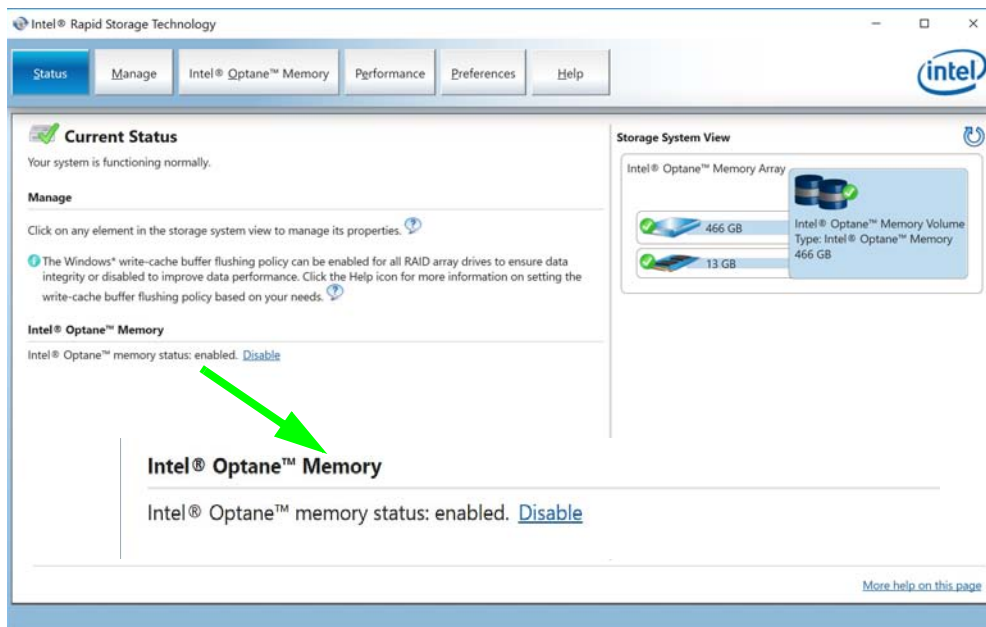 Intel® Rapid Storage Technology
Status
Manage
Intel® Optane™ Memory
Performance
Preferences
Help
intel
Current Status
Your system is functioning normally.
Manage
Click on any element in the storage system view to manage its properties.
The Windows* write-cache buffer flushing policy can be enabled for all RAID array drives to ensure data
integrity or disabled to improve data performance. Click the Help icon for more information on setting the
write-cache buffer flushing policy based on your needs.
Intel® Optane™ Memory
Intel® Optane™ memory status: enabled. Disable
Storage System View
Intel® Optane™ Memory Array
466 GB
13 GB
Intel® Optane™ Memory Volume
Type: Intel® Optane™ Memory
466 GB
Intel® Optane™ Memory
Intel® Optane™ memory status: enabled. Disable
More help on this page